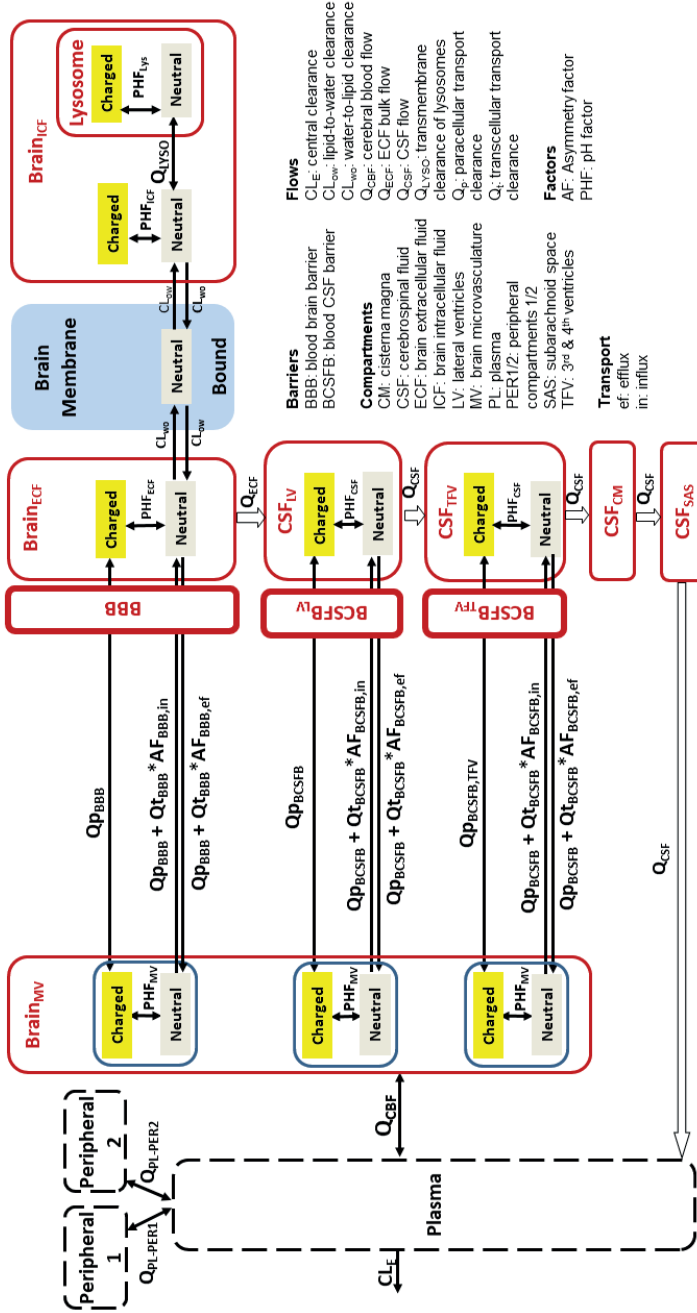 Peripheral
1
Peripheral
2
Q_PL-PER1
Q_PL-PER2
CL_E
Plasma
Q_CBF
Q_CSF
Brain_MV
Charged
PHF_MV
Neutral
Charged
PHF_MV
Neutral
Charged
PHF_MV
Neutral
Qp_BBB
Qp_BBB + Qt_BBB*AF_BBB,in
Qp_BBB + Qt_BBB*AF_BBB,ef
Qp_BCSFB
Qp_BCSFB + Qt_BCSFB*AF_BCSFB,in
Qp_BCSFB + Qt_BCSFB*AF_BCSFB,ef
Qp_BCSFB,TFV
Qp_BCSFB + Qt_BCSFB*AF_BCSFB,in
Qp_BCSFB + Qt_BCSFB*AF_BCSFB,ef
BBB
BCSFB_LV
BCSFB_TFV
Brain_ECF
Charged
PHF_ECF
Neutral
Q_ECF
CSF_LV
Charged
PHF_CSF
Neutral
Q_CSF
CSF_TFV
Charged
PHF_CSF
Neutral
Q_CSF
CSF_CM
Q_CSF
CSF_SAS
CL_wo
CL_ow
Brain
Membrane
Neutral
Bound
CL_ow
CL_wo
Brain_ICF
Charged
PHF_ICF
Neutral
Q_LYSO
Lysosome
Charged
PHF_Lys
Neutral
Barriers
BBB: blood brain barrier
BCSFB: blood CSF barrier
Compartments
CM: cisterna magna
CSF: cerebrospinal fluid
ECF: brain extracellular fluid
ICF: brain intracellular fluid
LV: lateral ventricles
MV: brain microvasculature
PL: plasma
PER1/2: peripheral
compartments 1/2
SAS: subarachnoid space
TFV: 3rd & 4th ventricles
Transport
ef: efflux
in: influx
Flows
CL_E: central clearance
CL_ow: lipid-to-water clearance
CL_wo: water-to-lipid clearance
Q_CBF: cerebral blood flow
Q_ECF: ECF bulk flow
Q_CSF: CSF flow
Q_LYSO: transmembrane
clearance of lysosomes
Q_p: paracellular transport
clearance
Q_t: transcellular transport
clearance
Factors
AF: Asymmetry factor
PHF: pH factor